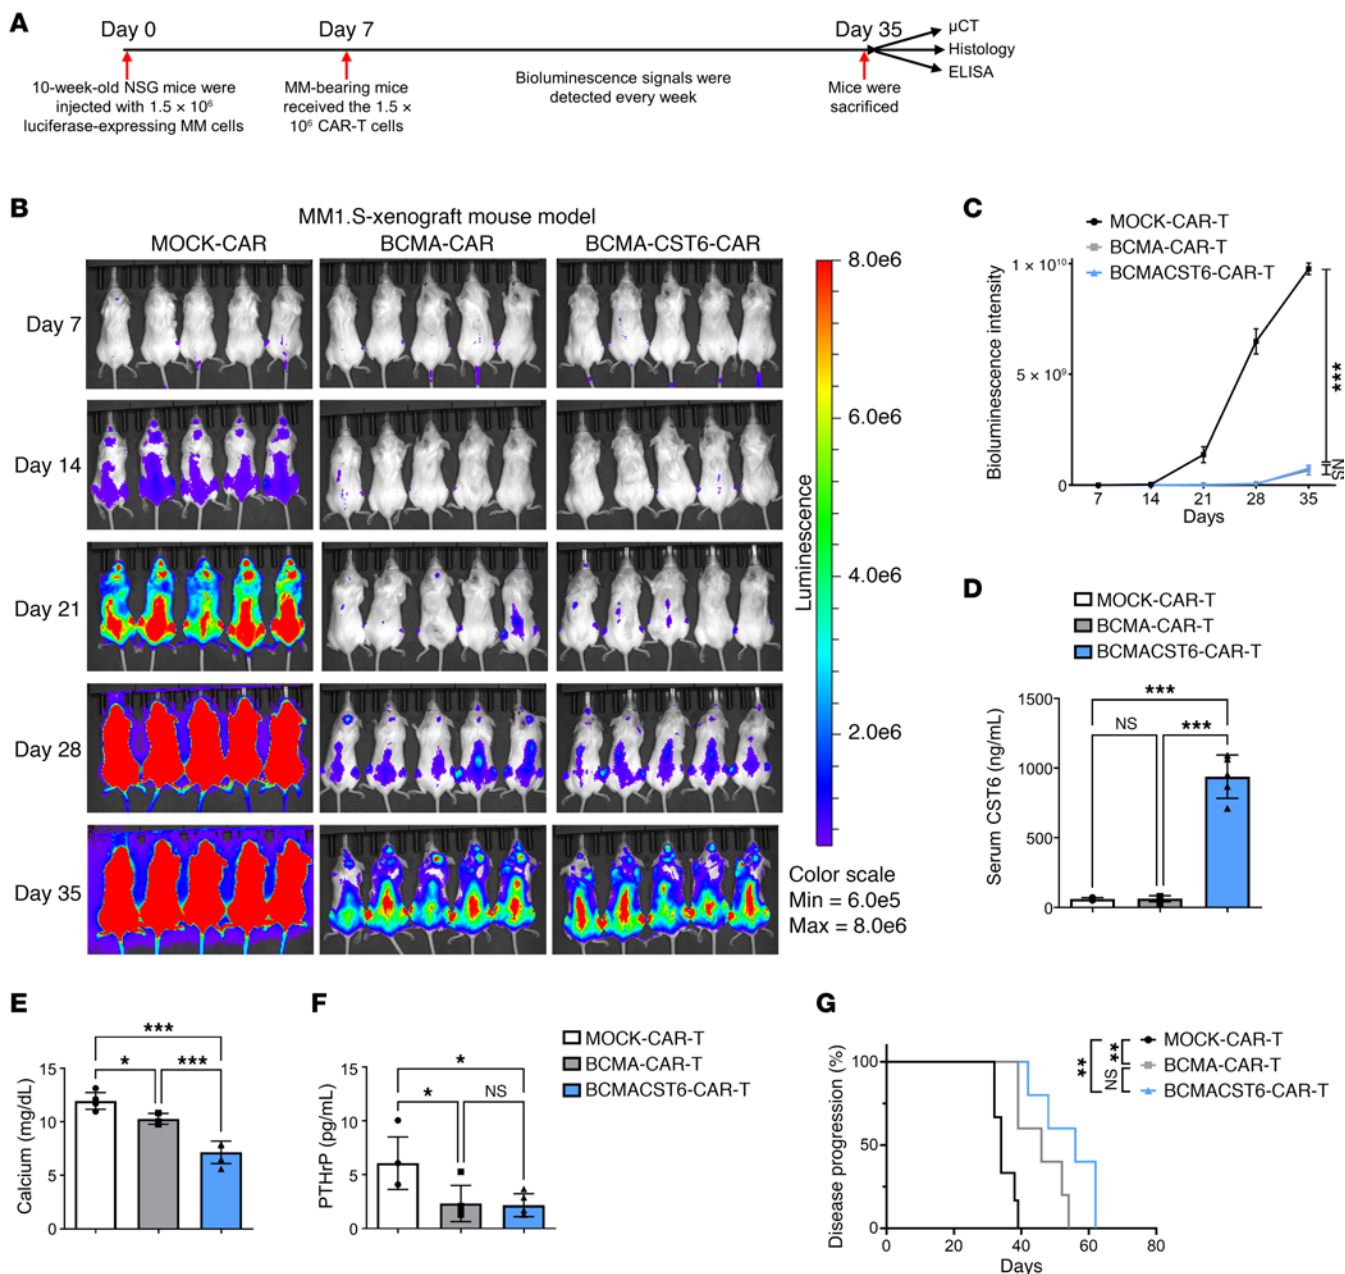 A
Day 0
Day 7
Day 35
µCT
Histology
ELISA
10-week-old NSG mice were
injected with 1.5 × 10⁶
luciferase-expressing MM cells
MM-bearing mice
received the 1.5 ×
10⁶ CAR-T cells
Bioluminescence signals were
detected every week
Mice were
sacrificed
B
MM1.S-xenograft mouse model
MOCK-CAR
BCMA-CAR
BCMA-CST6-CAR
Day 7
Day 14
Day 21
Day 28
Day 35
8.0e6
6.0e6
4.0e6
2.0e6
Luminescence
Color scale
Min = 6.0e5
Max = 8.0e6
C
MOCK-CAR-T
BCMA-CAR-T
BCMACST6-CAR-T
Bioluminescence intensity
1 × 10¹⁰
5 × 10⁹
0
7
14
21
28
35
Days
***
NS
D
MOCK-CAR-T
BCMA-CAR-T
BCMACST6-CAR-T
Serum CST6 (ng/mL)
1500
1000
500
0
***
NS
***
E
Calcium (mg/dL)
15
10
5
0
***
*
***
F
PTHrP (pg/mL)
15
10
5
0
*
*
NS
MOCK-CAR-T
BCMA-CAR-T
BCMACST6-CAR-T
G
Disease progression (%)
100
50
0
0
20
40
60
80
Days
**
**
NS
MOCK-CAR-T
BCMA-CAR-T
BCMACST6-CAR-T